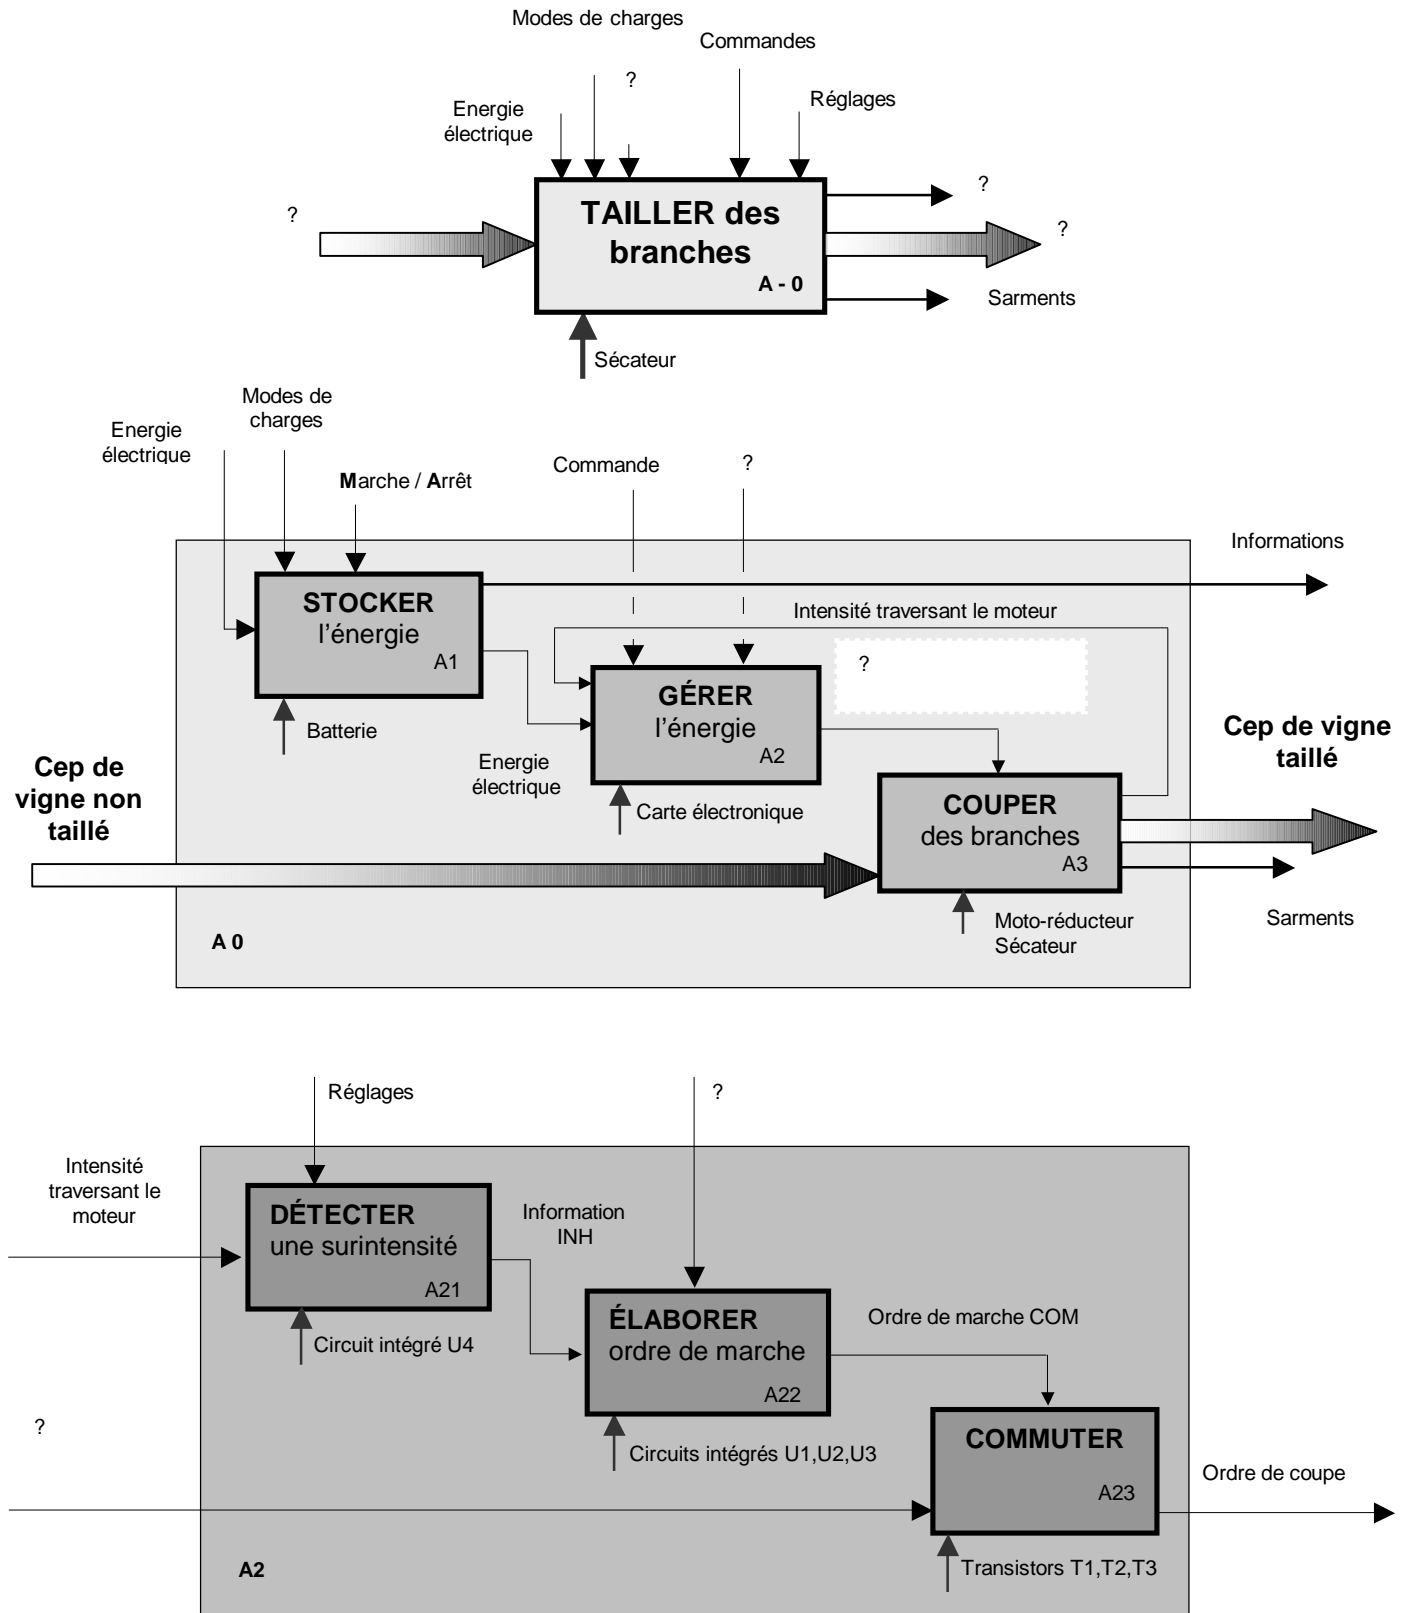 Modes de charges
Commandes
?
Réglages
Energie
électrique
TAILLER des
branches
A - 0
?
?
?
Sarments
Sécateur
Modes de
charges
Energie
électrique
Marche / Arrêt
Commande
?
Informations
STOCKER
l'énergie
A1
Intensité traversant le moteur
?
GÉRER
l'énergie
A2
Batterie
Energie
électrique
Carte électronique
Cep de
vigne non
taillé
Cep de vigne
taillé
COUPER
des branches
A3
Moto-réducteur
Sécateur
Sarments
A 0
Réglages
?
Intensité
traversant le
moteur
DÉTECTER
une surintensité
A21
Information
INH
Circuit intégré U4
ÉLABORER
ordre de marche
A22
Ordre de marche COM
Circuits intégrés U1,U2,U3
?
COMMUTER
A23
Ordre de coupe
Transistors T1,T2,T3
A2